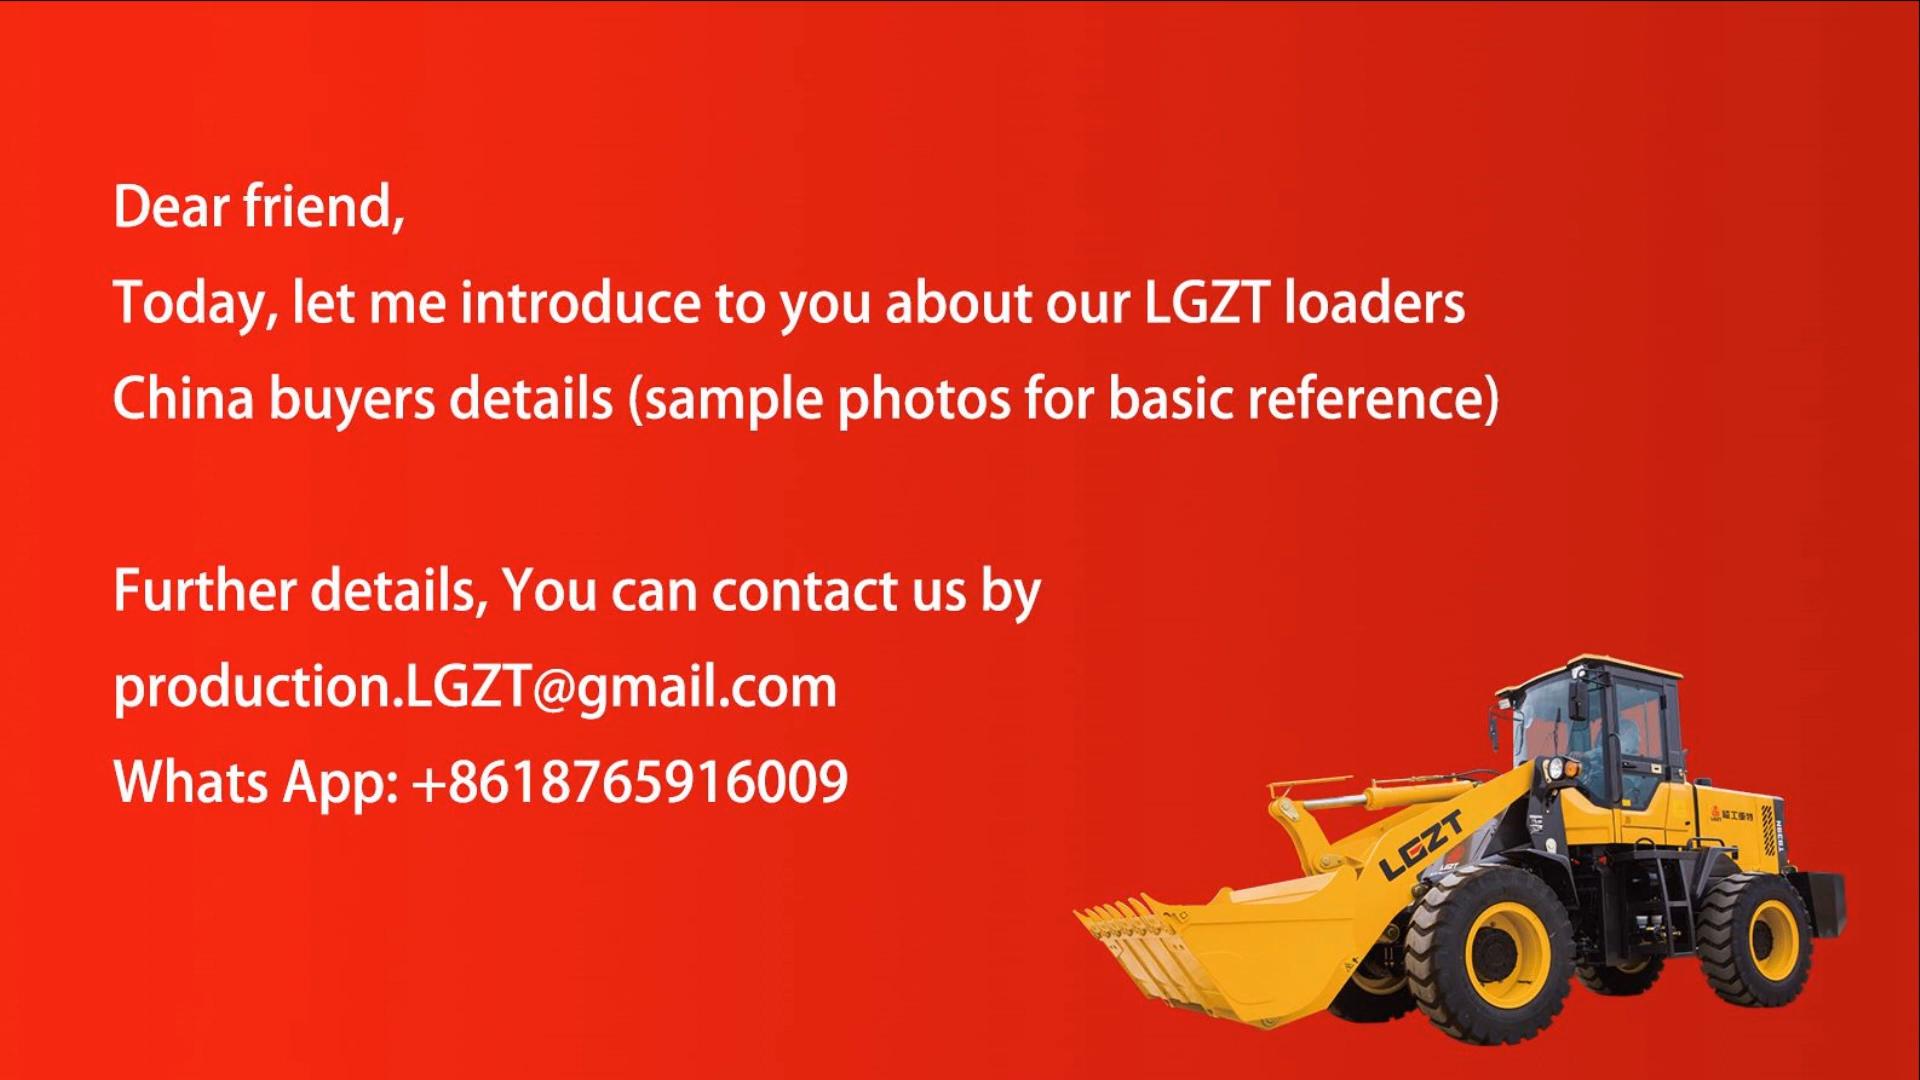 Dear friend,
Today, let me introduce to you about our LGZT loaders
China buyers details (sample photos for basic reference)
Further details, You can contact us by
production.LGZT@gmail.com
Whats App: +8618765916009
LGZT